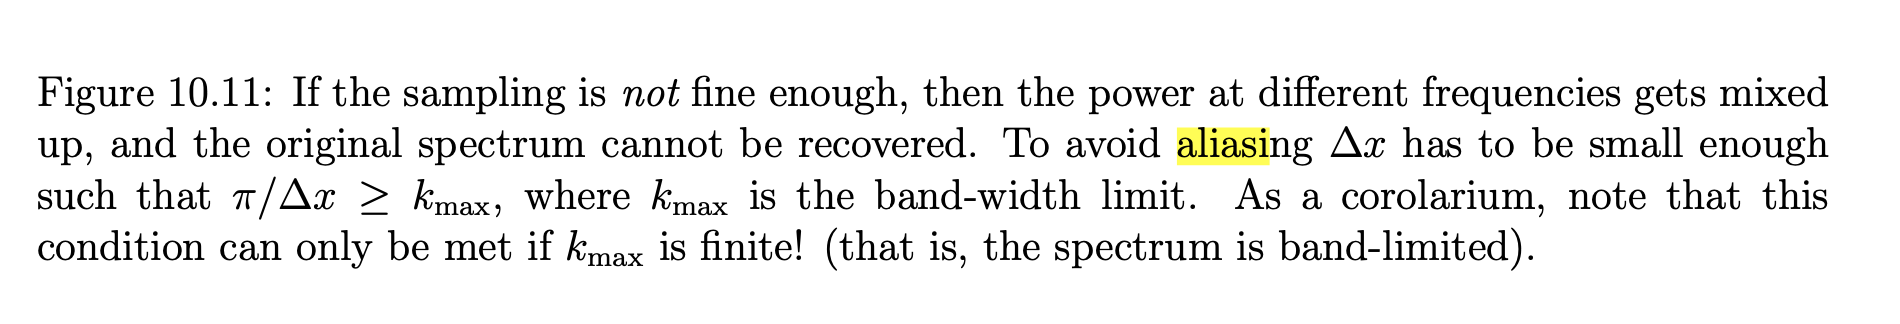 Figure 10.11: If the sampling is not fine enough, then the power at different frequencies gets mixed
up, and the original spectrum cannot be recovered. To avoid aliasing Δx has to be small enough
such that π/Δx ≥ kmax, where kmax is the band-width limit. As a corolarium, note that this
condition can only be met if kmax is finite! (that is, the spectrum is band-limited).